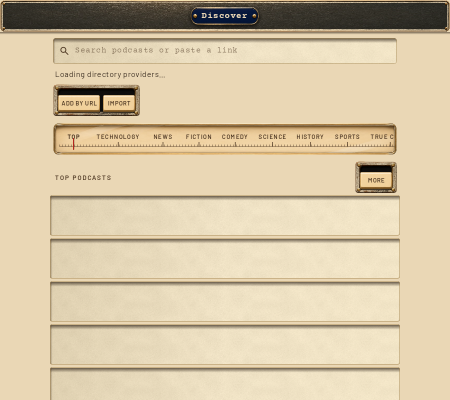 Discover
Search podcasts or paste a link
Loading directory providers...
ADD BY URL IMPORT
TOP TECHNOLOGY NEWS FICTION COMEDY SCIENCE HISTORY SPORTS TRUE C
TOP PODCASTS
MORE